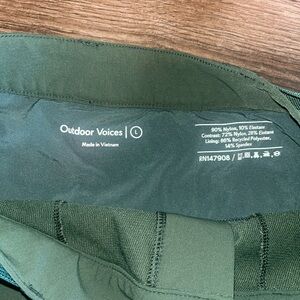 Outdoor Voices | L
Made in Vietnam
90% Nylon, 10% Elastane
Contrast: 72% Nylon, 28% Elastane
Lining: 86% Recycled Polyester,
14% Spandex
RN147908 /